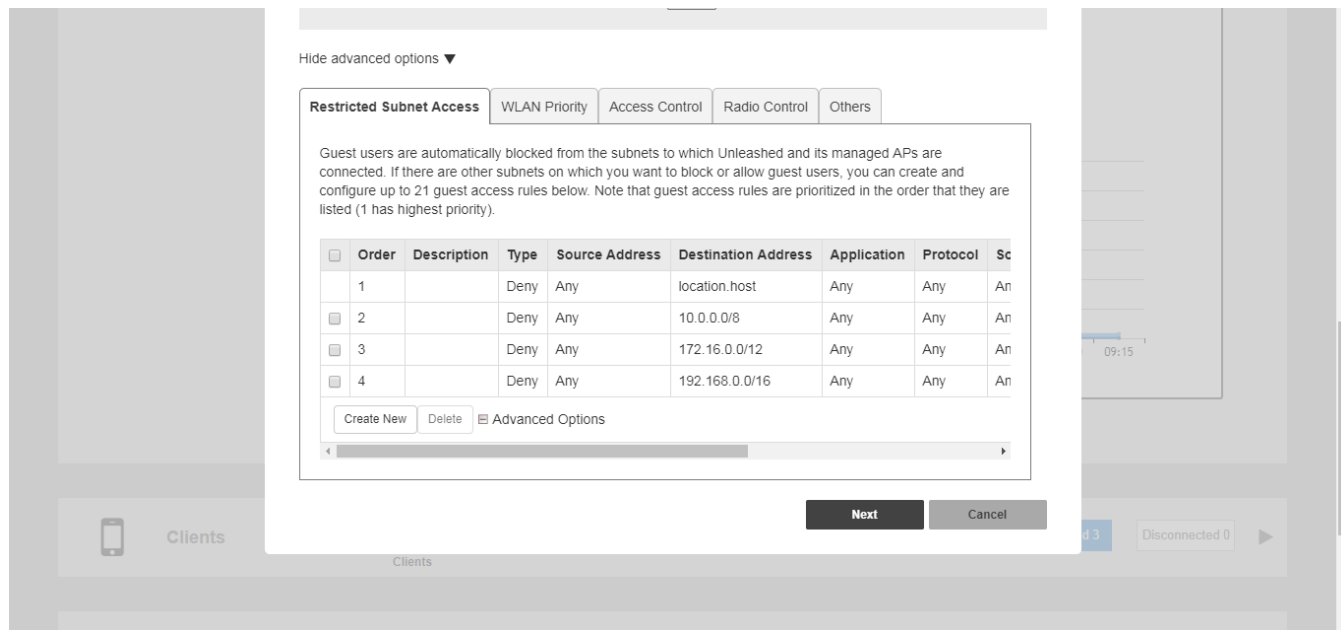 Hide advanced options ▼
Restricted Subnet Access WLAN Priority Access Control Radio Control Others
Guest users are automatically blocked from the subnets to which Unleashed and its managed APs are
connected. If there are other subnets on which you want to block or allow guest users, you can create and
configure up to 21 guest access rules below. Note that guest access rules are prioritized in the order that they are
listed (1 has highest priority).
Order Description Type Source Address Destination Address Application Protocol So
1 Deny Any location.host Any Any An
2 Deny Any 10.0.0.0/8 Any Any An
3 Deny Any 172.16.0.0/12 Any Any An
4 Deny Any 192.168.0.0/16 Any Any An
09:15
Create New Delete Advanced Options
Next Cancel
Clients d 3 Disconnected 0
Clients